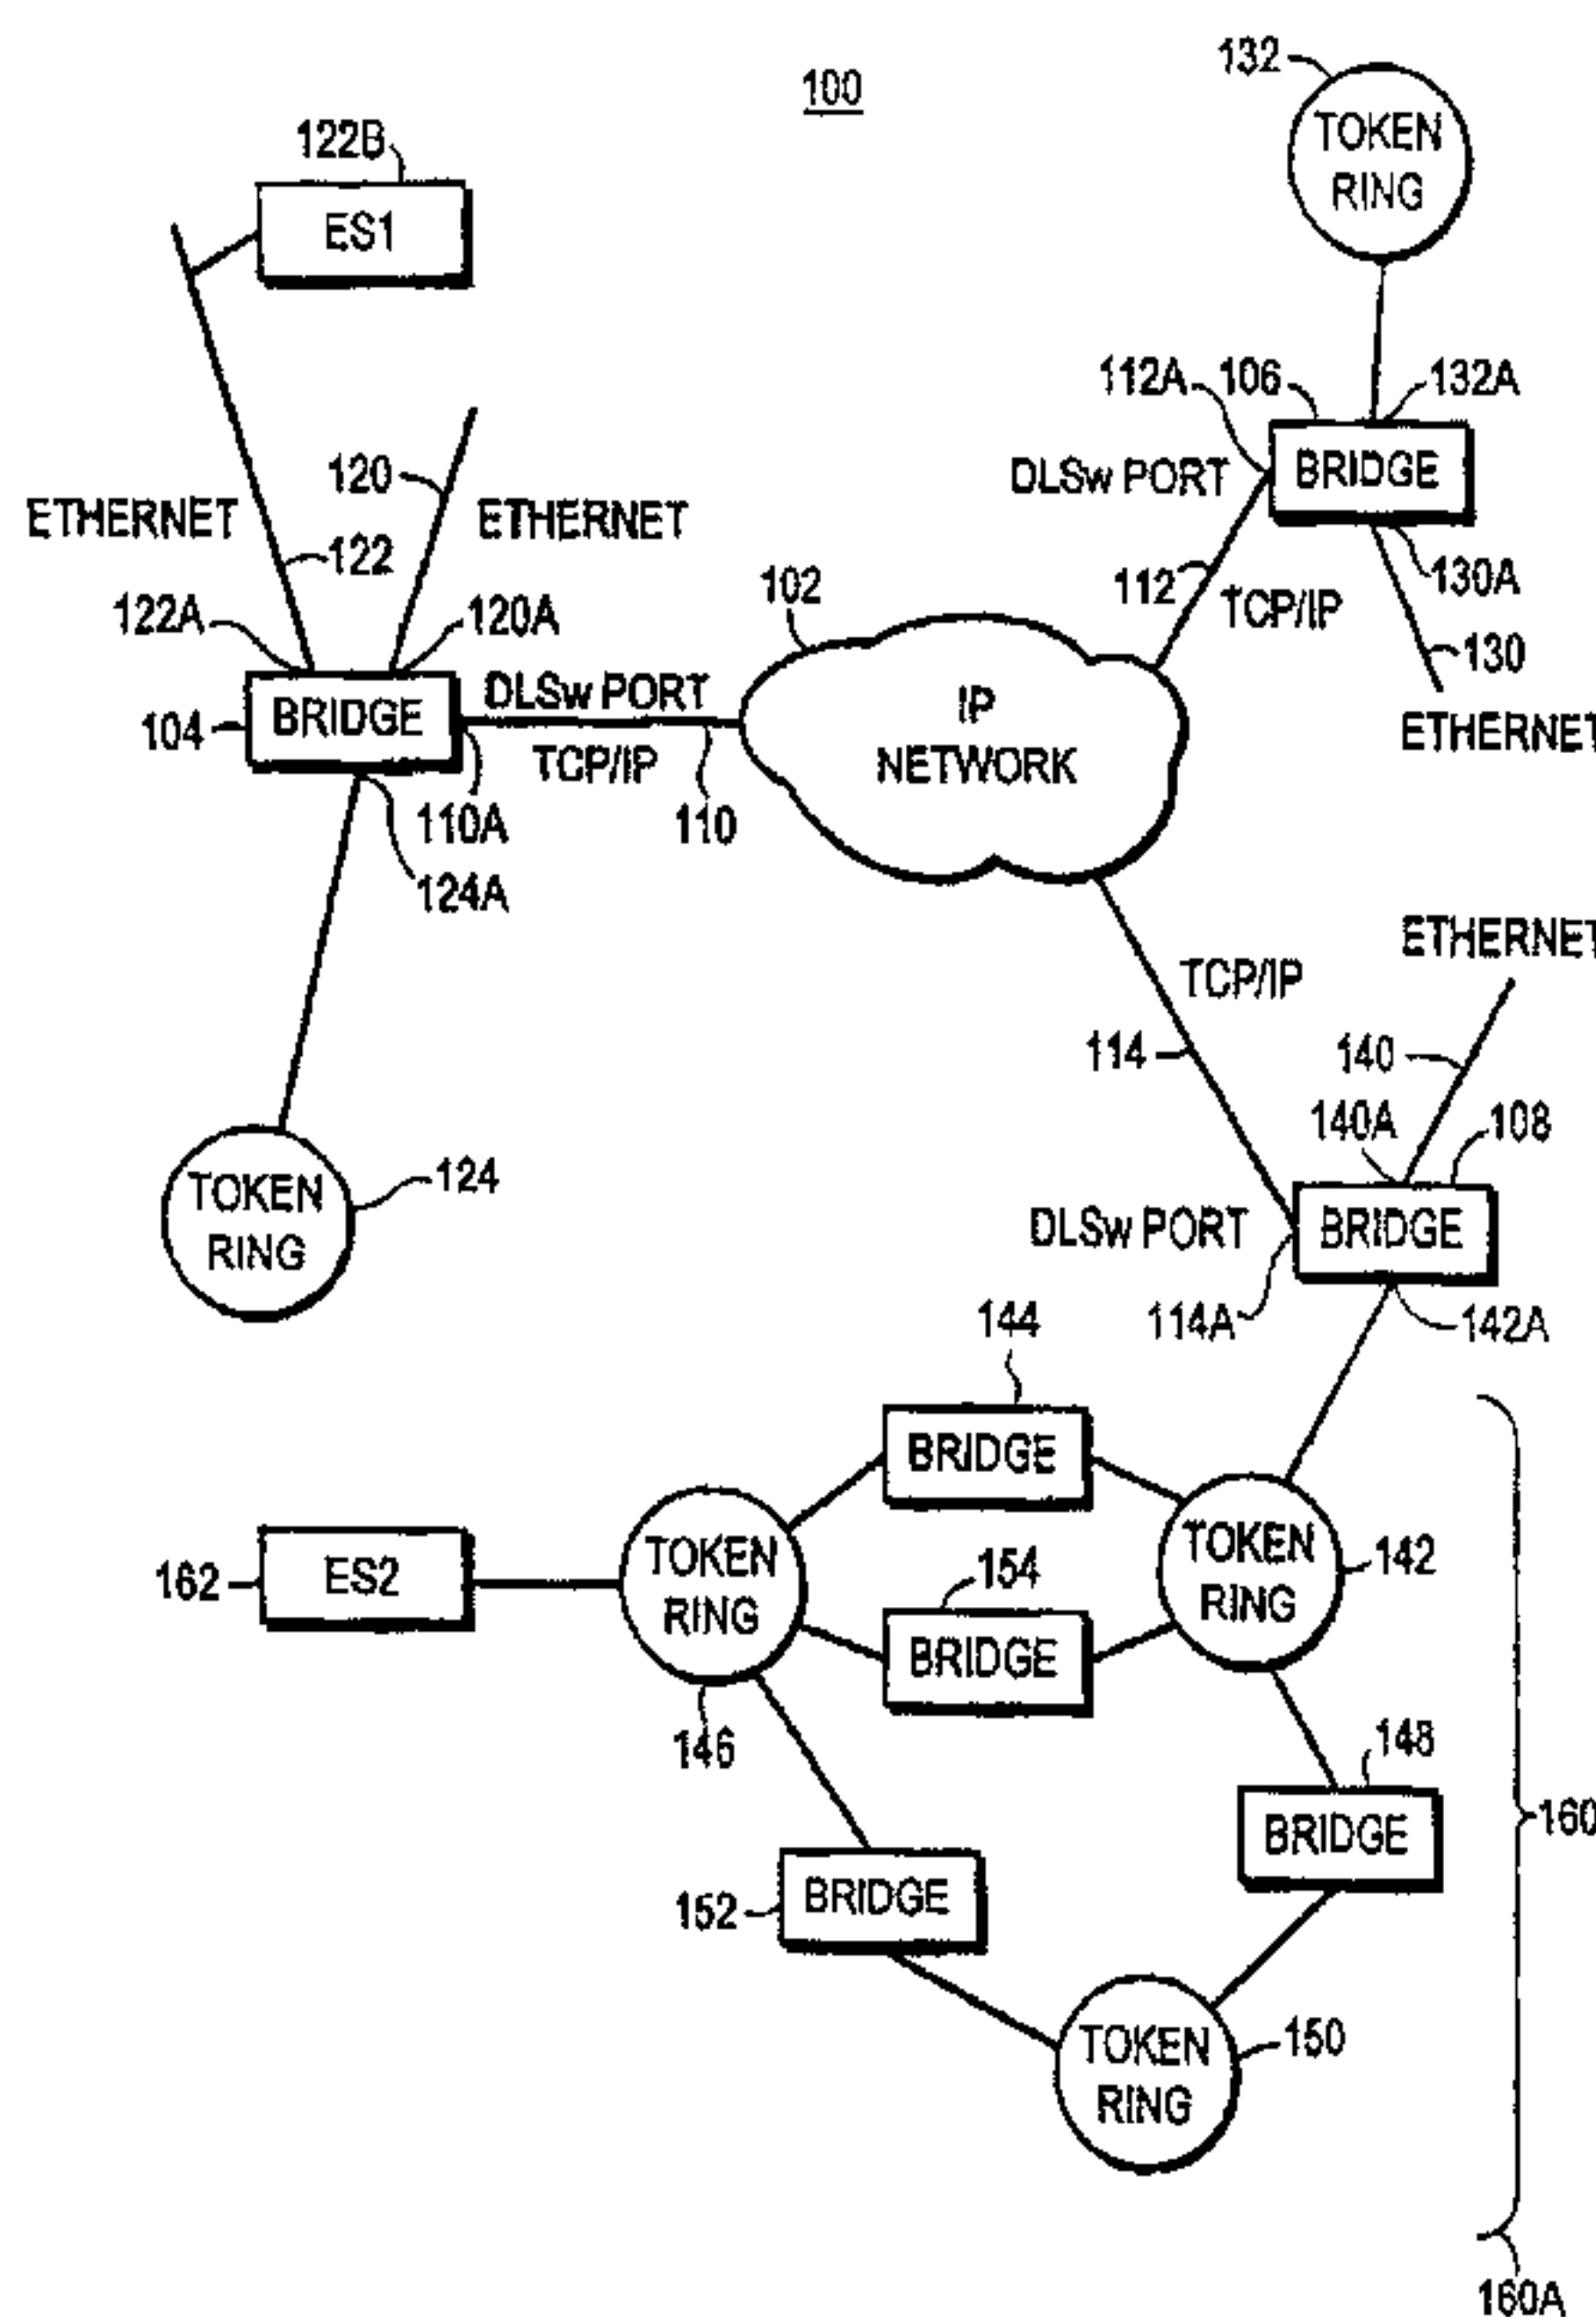 100
132
TOKEN
RING
122B
ES1
112A
106
132A
DLSw PORT
BRIDGE
120
ETHERNET
ETHERNET
122
102
112
TCP/IP
130A
130
ETHERNET
122A
120A
104
BRIDGE
DLSw PORT
TCP/IP
110A
110
124A
IP
NETWORK
ETHERNET
TCP/IP
114
140
140A
108
TOKEN
RING
124
DLSw PORT
BRIDGE
114A
142A
144
BRIDGE
162
ES2
TOKEN
RING
146
154
BRIDGE
TOKEN
RING
142
148
BRIDGE
160
152
BRIDGE
TOKEN
RING
150
160A